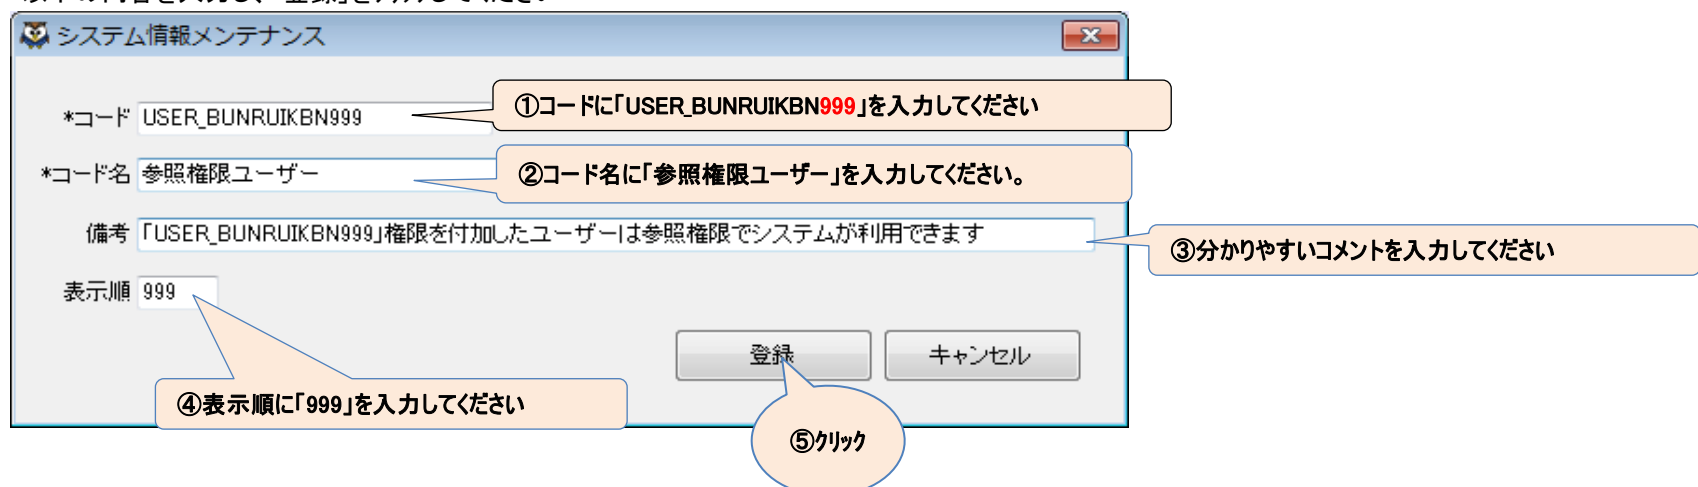 システム情報メンテナンス
*コード USER_BUNRUIKBN999
①コードに「USER_BUNRUIKBN999」を入力してください
*コード名 参照権限ユーザー
②コード名に「参照権限ユーザー」を入力してください。
備考 「USER_BUNRUIKBN999」権限を付加したユーザーは参照権限でシステムが利用できます
③分かりやすいコメントを入力してください
表示順 999
登録 キャンセル
④表示順に「999」を入力してください
⑤クリック